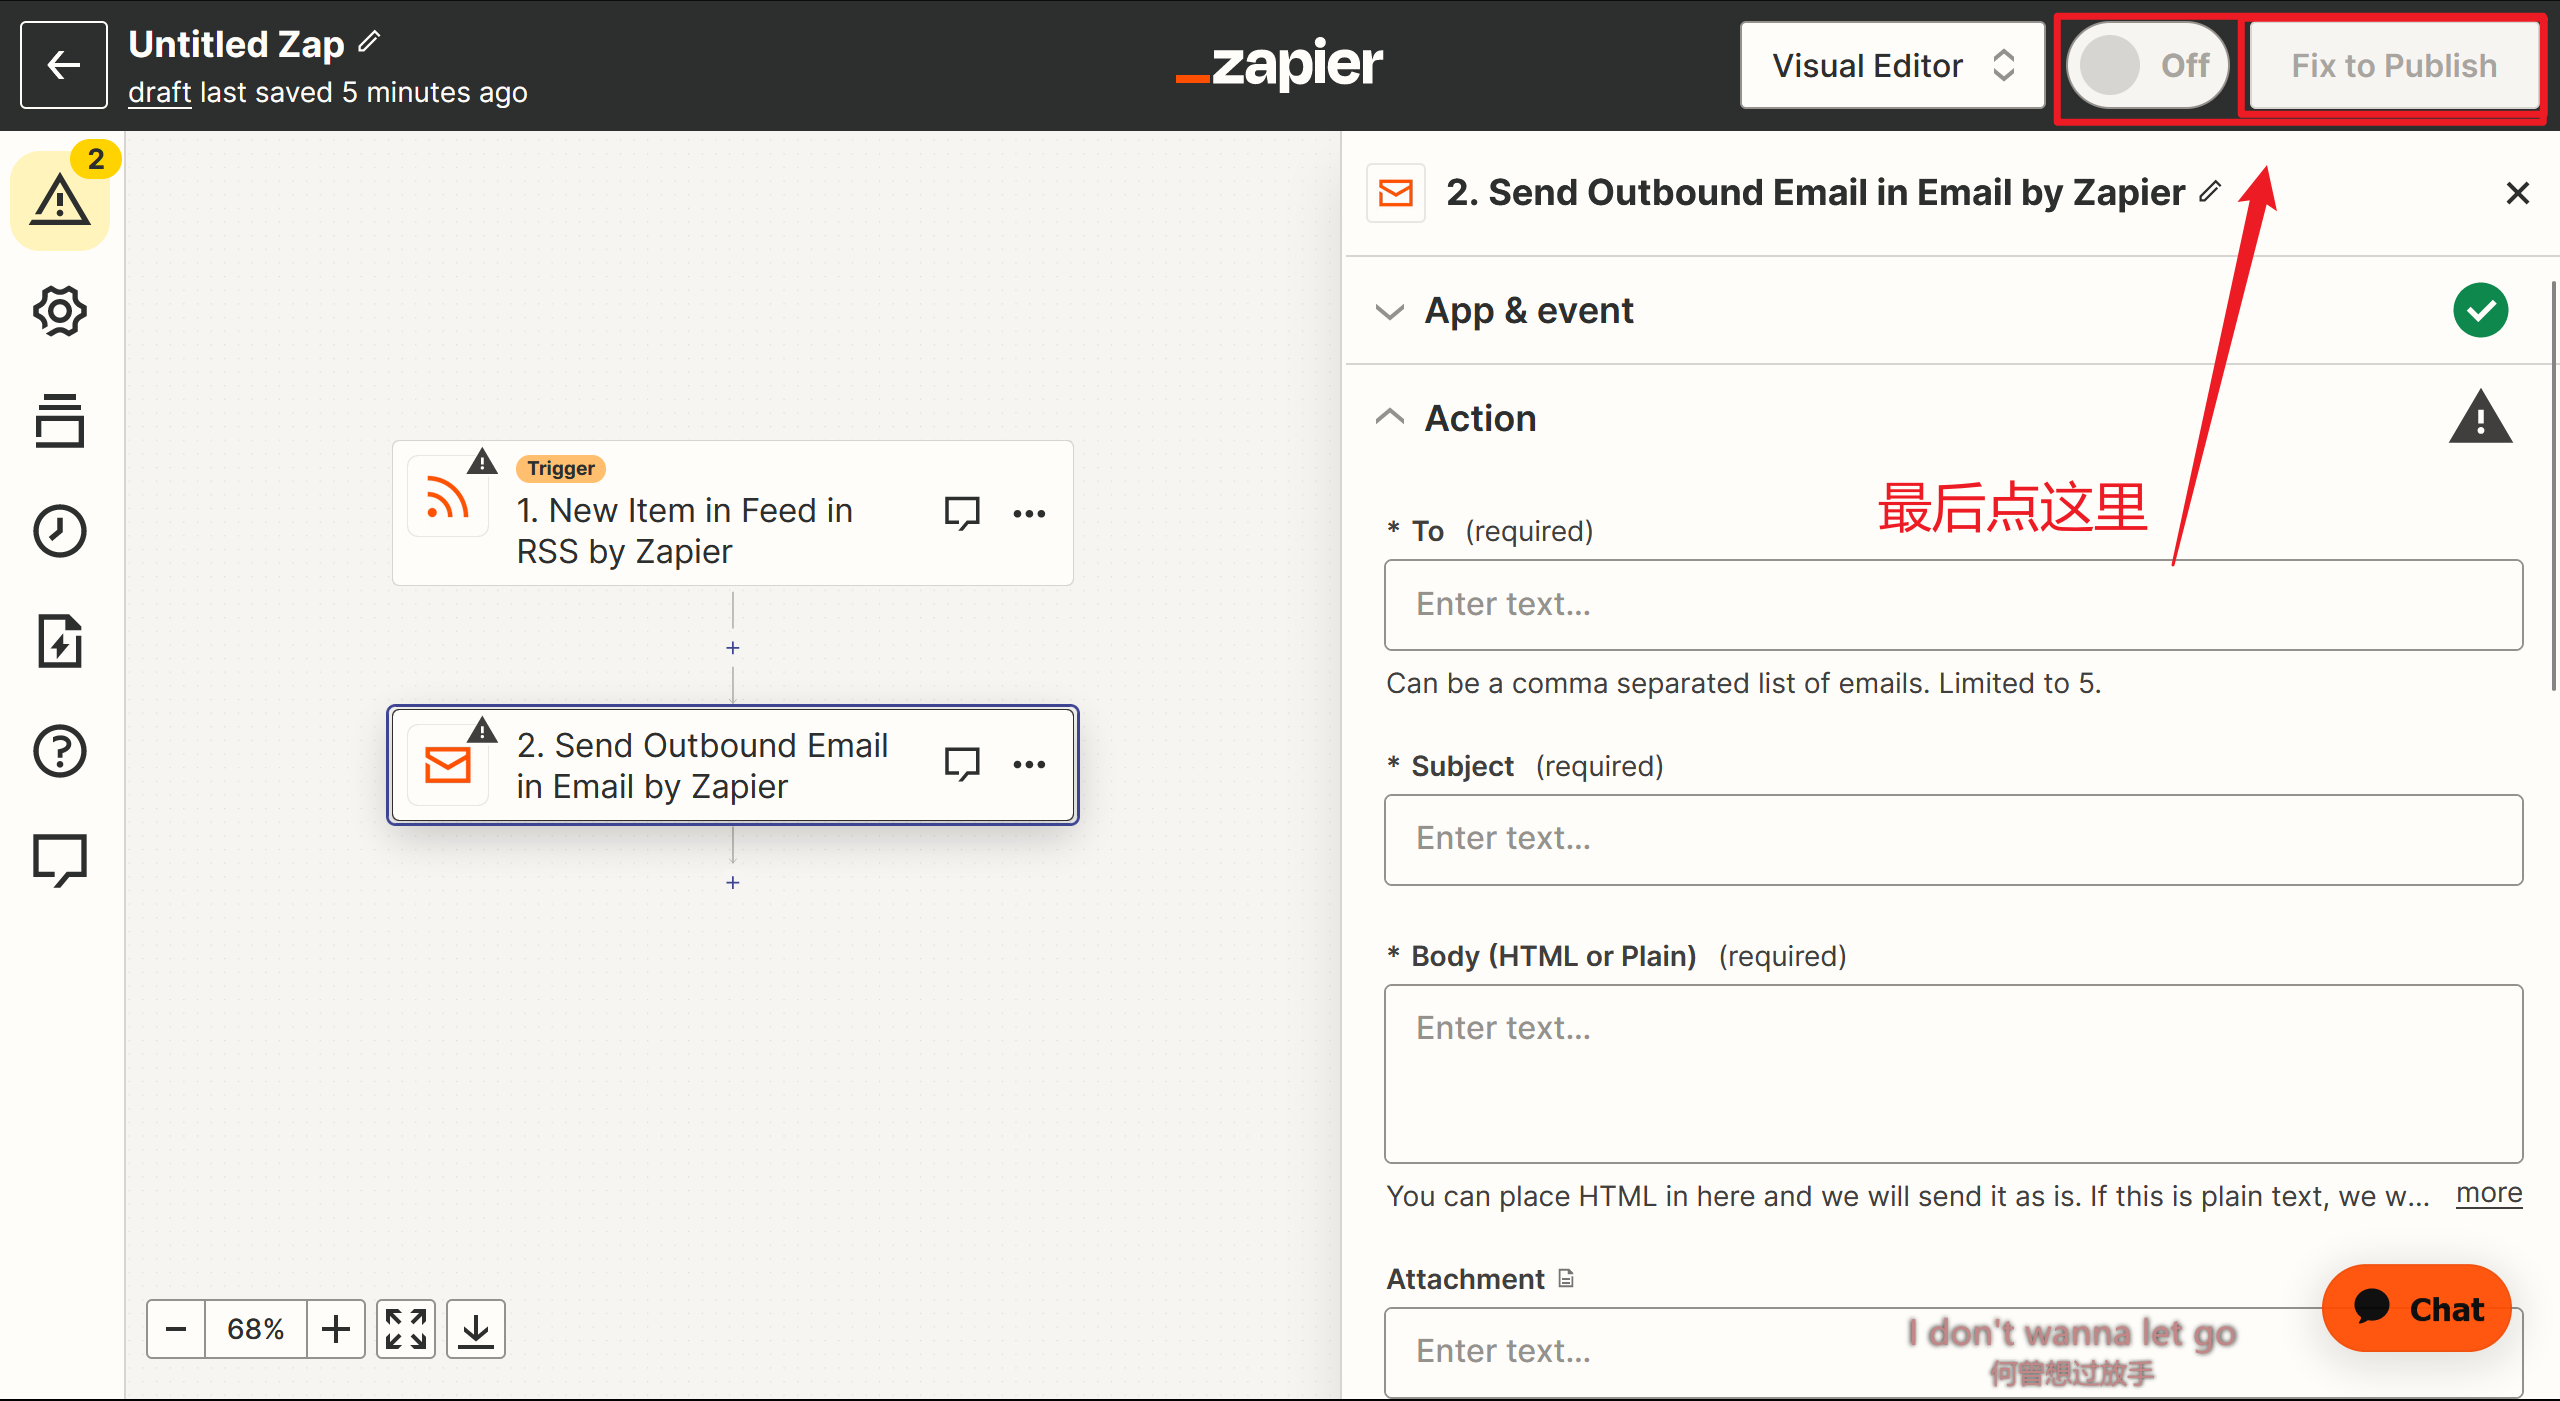 Untitled Zap
draft last saved 5 minutes ago
zapier
Visual Editor
Off
Fix to Publish
2
2. Send Outbound Email in Email by Zapier
App & event
Action
最后点这里
* To (required)
Enter text...
Can be a comma separated list of emails. Limited to 5.
* Subject (required)
Enter text...
* Body (HTML or Plain) (required)
Enter text...
You can place HTML in here and we will send it as is. If this is plain text, we w... more
Attachment
Enter text...
Trigger
1. New Item in Feed in
RSS by Zapier
2. Send Outbound Email
in Email by Zapier
68%
I don't wanna let go
何曾想过放手
Chat